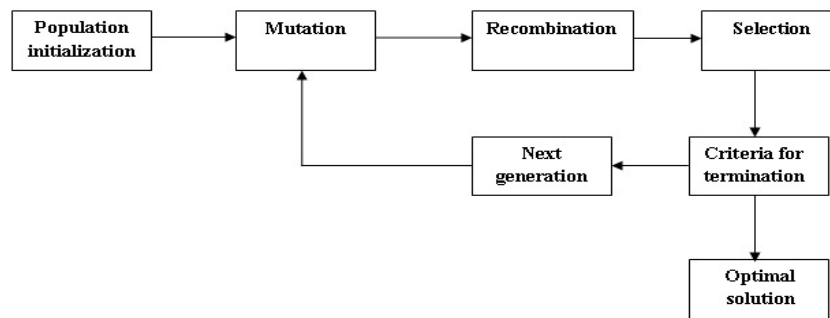 Population
initialization
Mutation
Recombination
Selection
Next
generation
Criteria for
termination
Optimal
solution